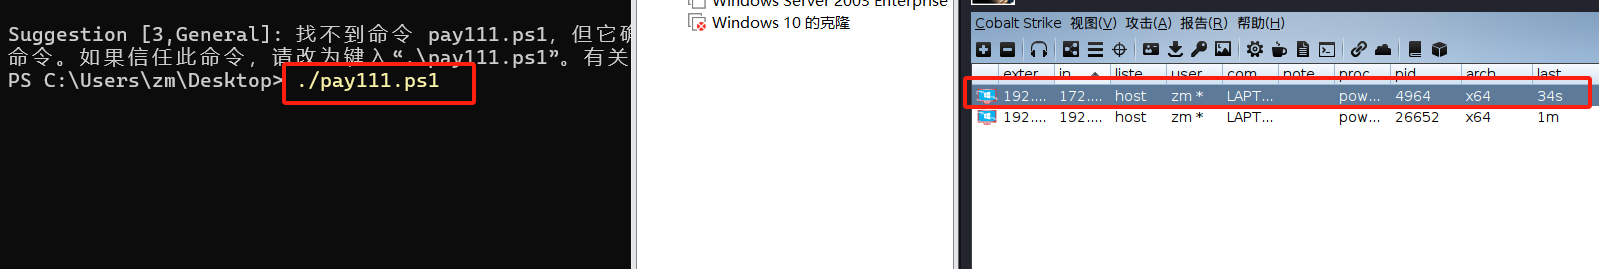 Suggestion [3,General]: 找不到命令 pay111.ps1, 但它确
命令。如果信任此命令, 请改为键入“.\pay111.ps1”。有关
PS C:\Users\zm\Desktop> ./pay111.ps1
Windows Server 2003 Enterprise
Windows 10 的克隆
Cobalt Strike 视图(V) 攻击(A) 报告(R) 帮助(H)
exter in liste user com note proc pid arch last
192.... 172.... host zm * LAPT... pow... 4964 x64 34s
192.... 192.... host zm * LAPT... pow... 26652 x64 1m